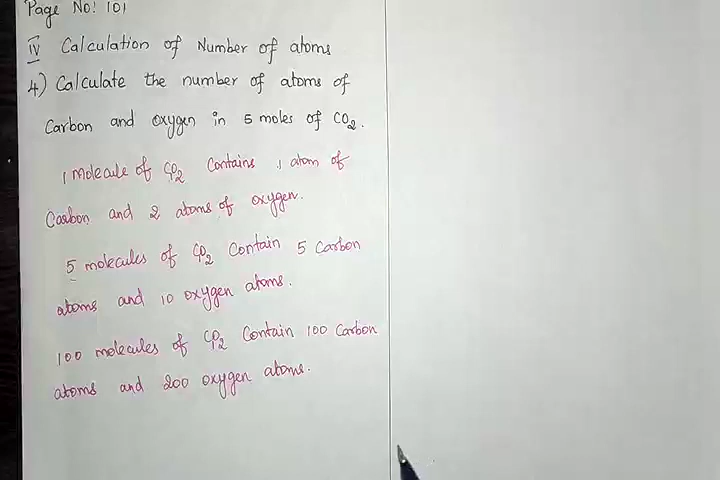 Page No: 101
IV Calculation of Number of atoms
4) Calculate the number of atoms of
Carbon and oxygen in 5 moles of CO2.
1 Molecule of CO2 Contains 1 atom of
Carbon and 2 atoms of oxygen.
5 molecules of CO2 Contain 5 Carbon
atoms and 10 oxygen atoms.
100 molecules of CO2 Contain 100 Carbon
atoms and 200 oxygen atoms.